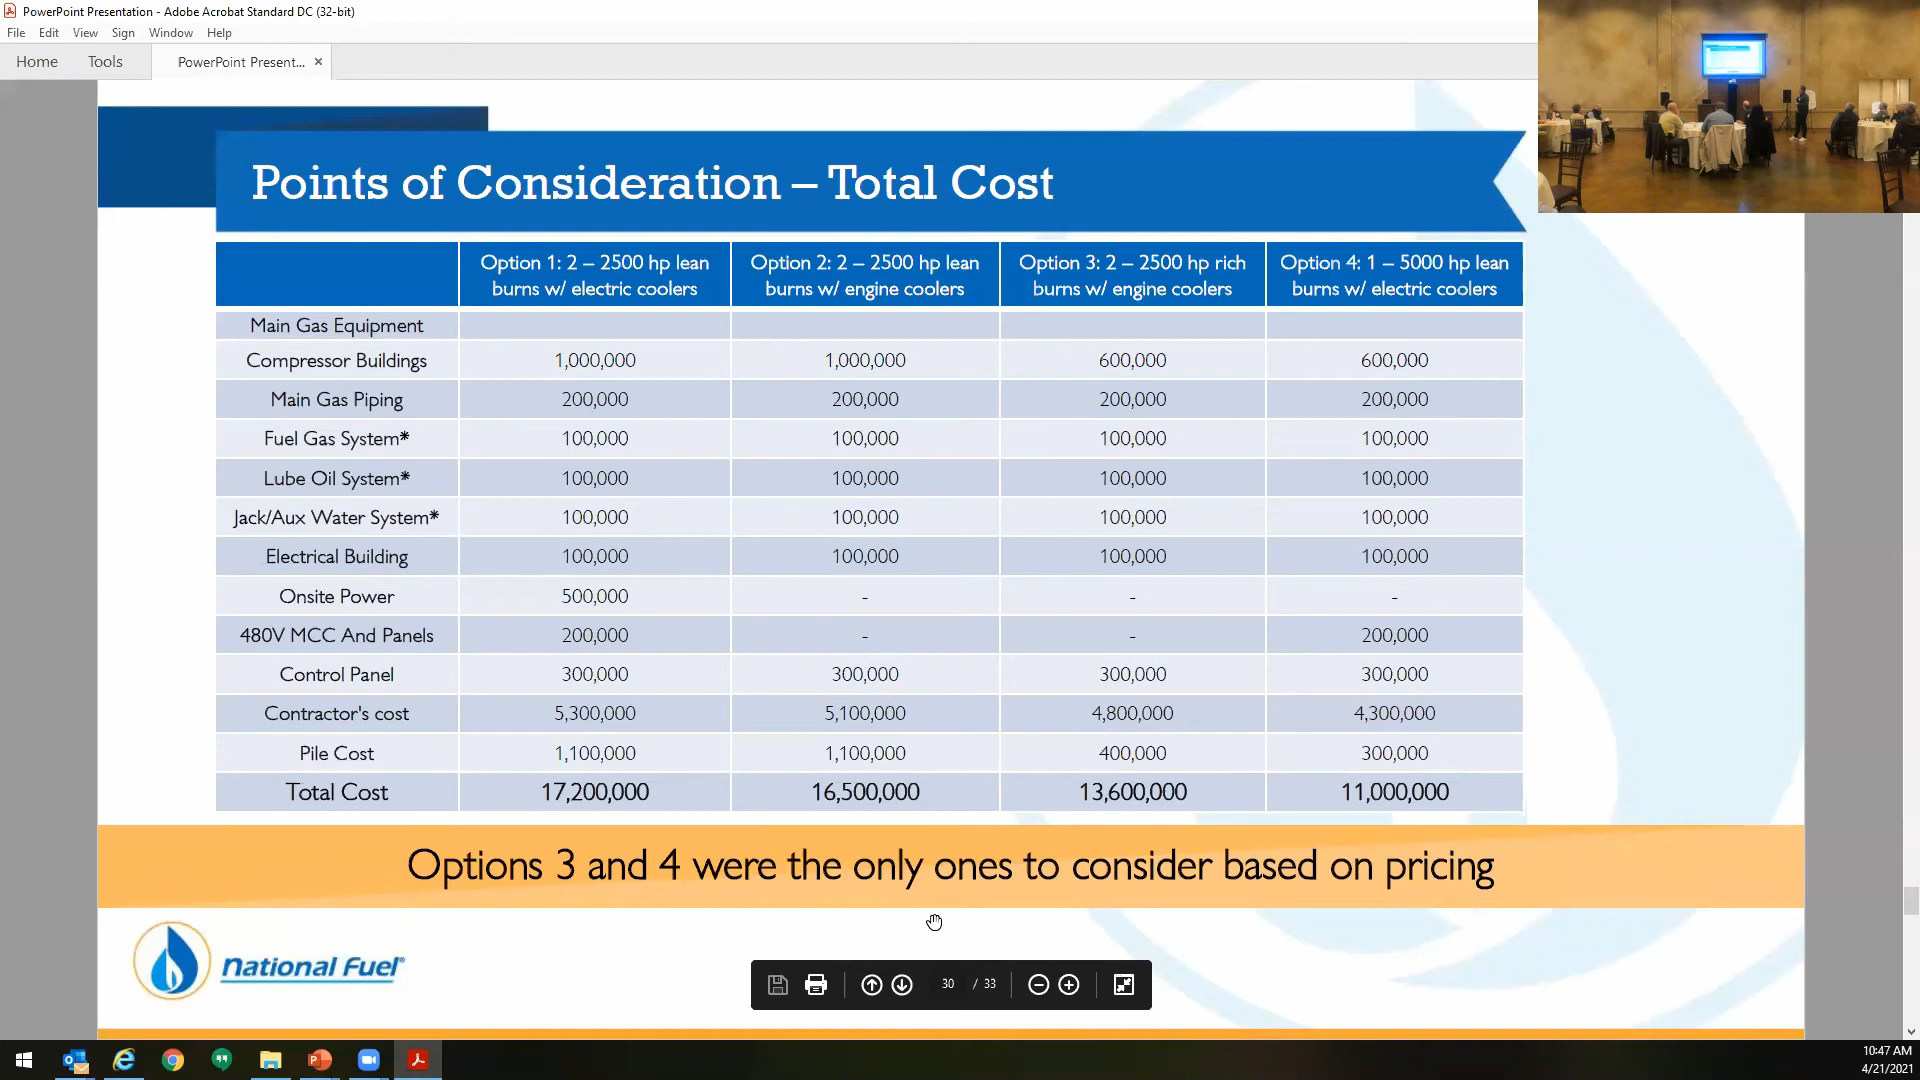 PowerPoint Presentation - Adobe Acrobat Standard DC (32-bit)
File Edit View Sign Window Help
Home Tools PowerPoint Present... ×
Points of Consideration – Total Cost
Option 1: 2 – 2500 hp lean burns w/ electric coolers
Option 2: 2 – 2500 hp lean burns w/ engine coolers
Option 3: 2 – 2500 hp rich burns w/ engine coolers
Option 4: 1 – 5000 hp lean burns w/ electric coolers
Main Gas Equipment
Compressor Buildings 1,000,000 1,000,000 600,000 600,000
Main Gas Piping 200,000 200,000 200,000 200,000
Fuel Gas System* 100,000 100,000 100,000 100,000
Lube Oil System* 100,000 100,000 100,000 100,000
Jack/Aux Water System* 100,000 100,000 100,000 100,000
Electrical Building 100,000 100,000 100,000 100,000
Onsite Power 500,000 - - -
480V MCC And Panels 200,000 - - 200,000
Control Panel 300,000 300,000 300,000 300,000
Contractor's cost 5,300,000 5,100,000 4,800,000 4,300,000
Pile Cost 1,100,000 1,100,000 400,000 300,000
Total Cost 17,200,000 16,500,000 13,600,000 11,000,000
Options 3 and 4 were the only ones to consider based on pricing
National Fuel®
30 / 33
10:47 AM
4/21/2021